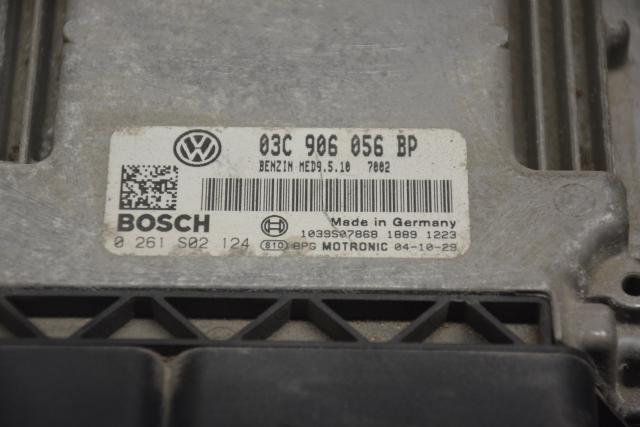 03C 906 056 BP
BENZIN MED9.5.10 7002
BOSCH
Made in Germany
1039S07868 1889 1223
0 261 S02 124 810 BPG MOTRONIC 04-10-29